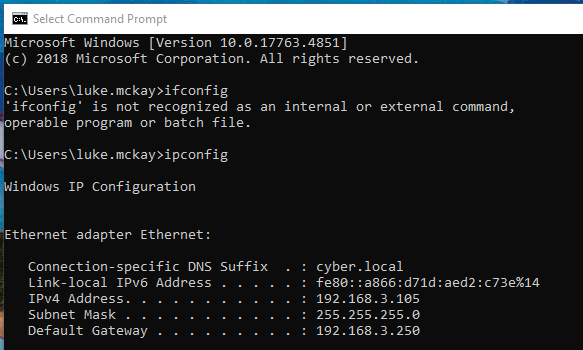 Select Command Prompt
Microsoft Windows [Version 10.0.17763.4851]
(c) 2018 Microsoft Corporation. All rights reserved.
C:\Users\luke.mckay>ifconfig
'ifconfig' is not recognized as an internal or external command,
operable program or batch file.
C:\Users\luke.mckay>ipconfig
Windows IP Configuration
Ethernet adapter Ethernet:
Connection-specific DNS Suffix  . : cyber.local
Link-local IPv6 Address . . . . . : fe80::a866:d71d:aed2:c73e%14
IPv4 Address. . . . . . . . . . . : 192.168.3.105
Subnet Mask . . . . . . . . . . . : 255.255.255.0
Default Gateway . . . . . . . . . : 192.168.3.250